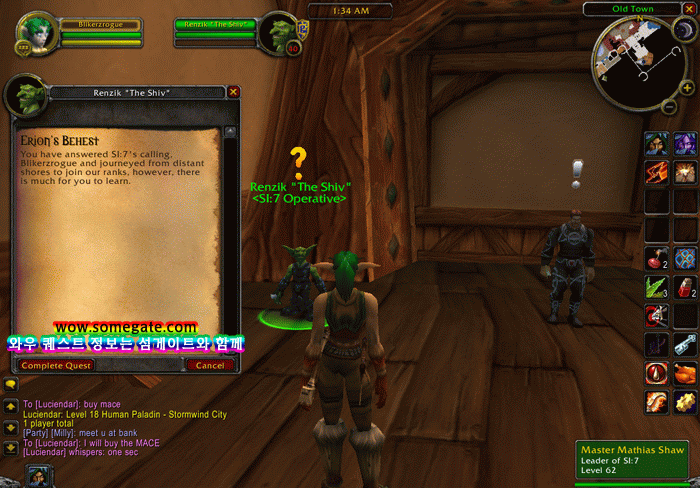 Blikerzrogue
Renzik "The Shiv"
1:34 AM
Old Town
N
Renzik "The Shiv"
Erion's Behest
You have answered SI:7's calling,
Blikerzrogue and journeyed from distant
shores to join our ranks, however, there
is much for you to learn.
Renzik "The Shiv"
<SI:7 Operative>
wow.somegate.com
와우 퀘스트 정보는 섬게이트와 함께
Complete Quest
Cancel
To [Luciendar]: buy mace
Luciendar: Level 18 Human Paladin - Stormwind City
1 player total
[Party] [Milly]: meet u at bank
To [Luciendar]: I will buy the MACE
[Luciendar] whispers: one sec
2
3
2
Master Mathias Shaw
Leader of SI:7
Level 62